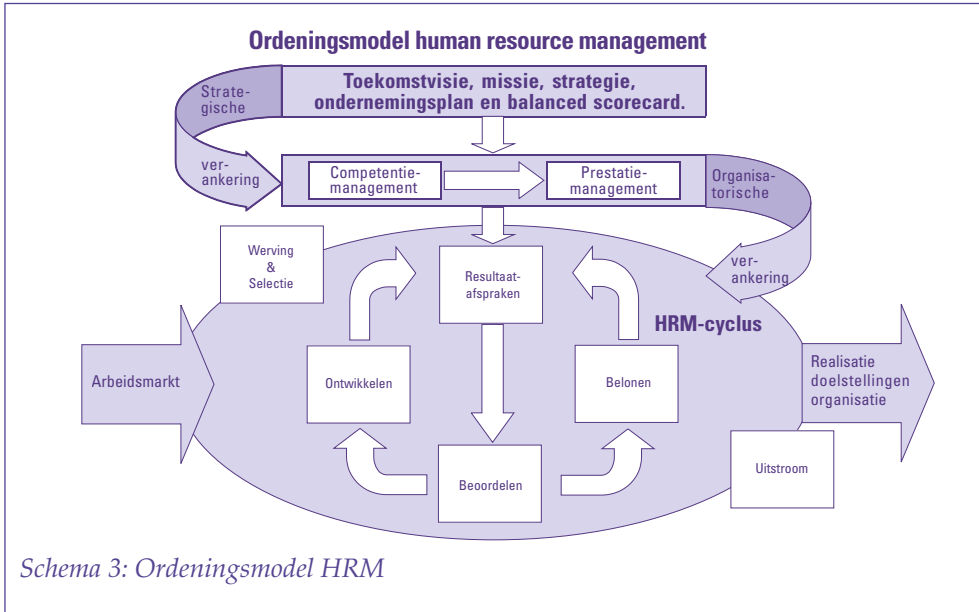 Ordeningsmodel human resource management
Toekomstvisie, missie, strategie,
ondernemingsplan en balanced scorecard.
Strate-
gische
ver-
ankering
Competentie-
management
Prestatie-
management
Organisa-
torische
ver-
ankering
Werving
&
Selectie
Resultaat-
afspraken
HRM-cyclus
Arbeidsmarkt
Ontwikkelen
Belonen
Realisatie
doelstellingen
organisatie
Beoordelen
Uitstroom
Schema 3: Ordeningsmodel HRM